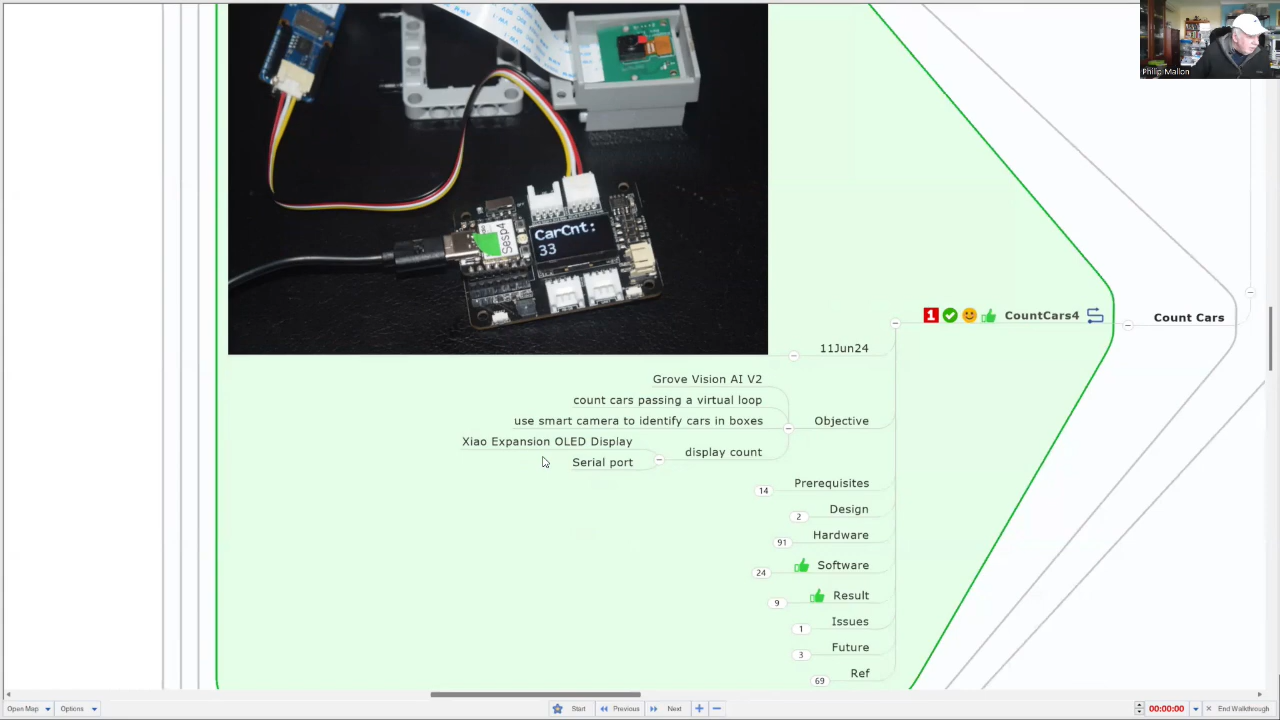 Philip Mallon
Sesp4
CarCnt:
33
1 CountCars4
Count Cars
11Jun24
Grove Vision AI V2
count cars passing a virtual loop
use smart camera to identify cars in boxes
Objective
Xiao Expansion OLED Display
display count
Serial port
Prerequisites
14
Design
2
Hardware
91
Software
24
Result
9
Issues
1
Future
3
Ref
69
Open Map
Options
Start
Previous
Next
00:00:00
End Walkthrough